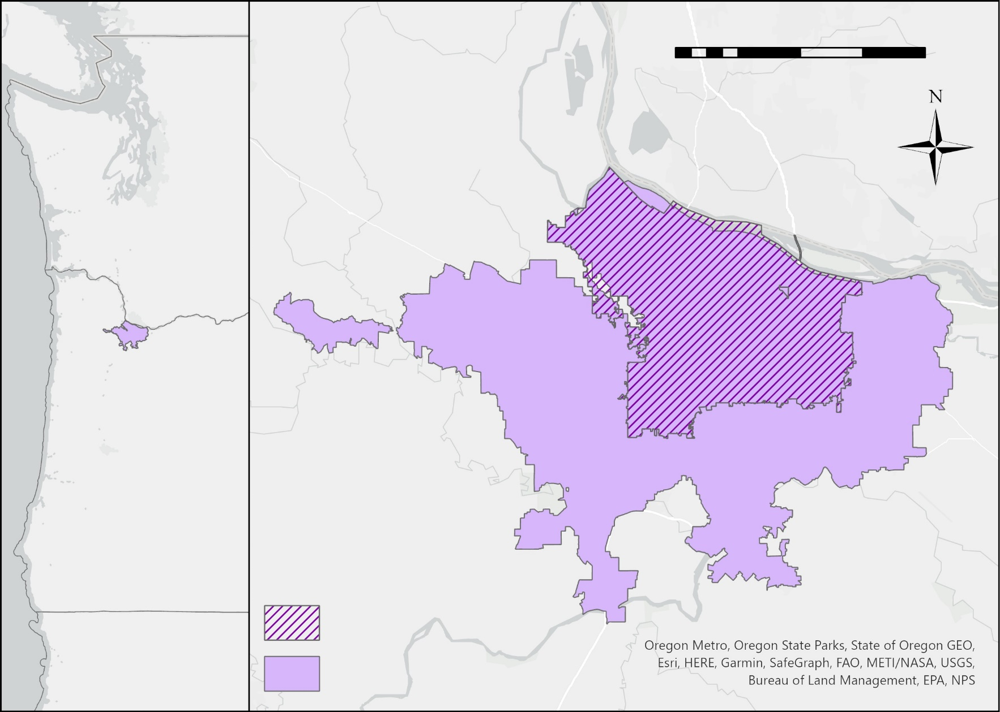 N
Oregon Metro, Oregon State Parks, State of Oregon GEO,
Esri, HERE, Garmin, SafeGraph, FAO, METI/NASA, USGS,
Bureau of Land Management, EPA, NPS